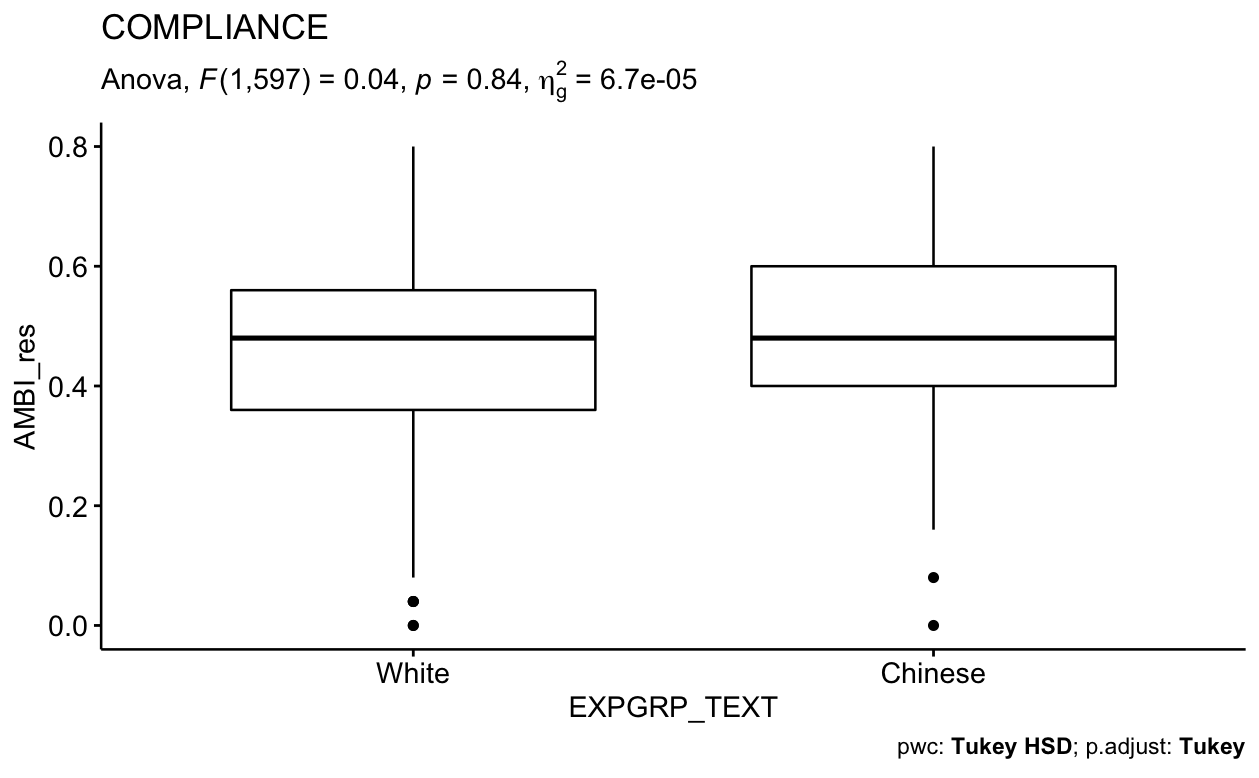 COMPLIANCE
Anova, F(1,597) = 0.04, p = 0.84, η²g = 6.7e-05
0.8
0.6
0.4
0.2
0.0
AMBI_res
White Chinese
EXPGRP_TEXT
pwc: Tukey HSD; p.adjust: Tukey